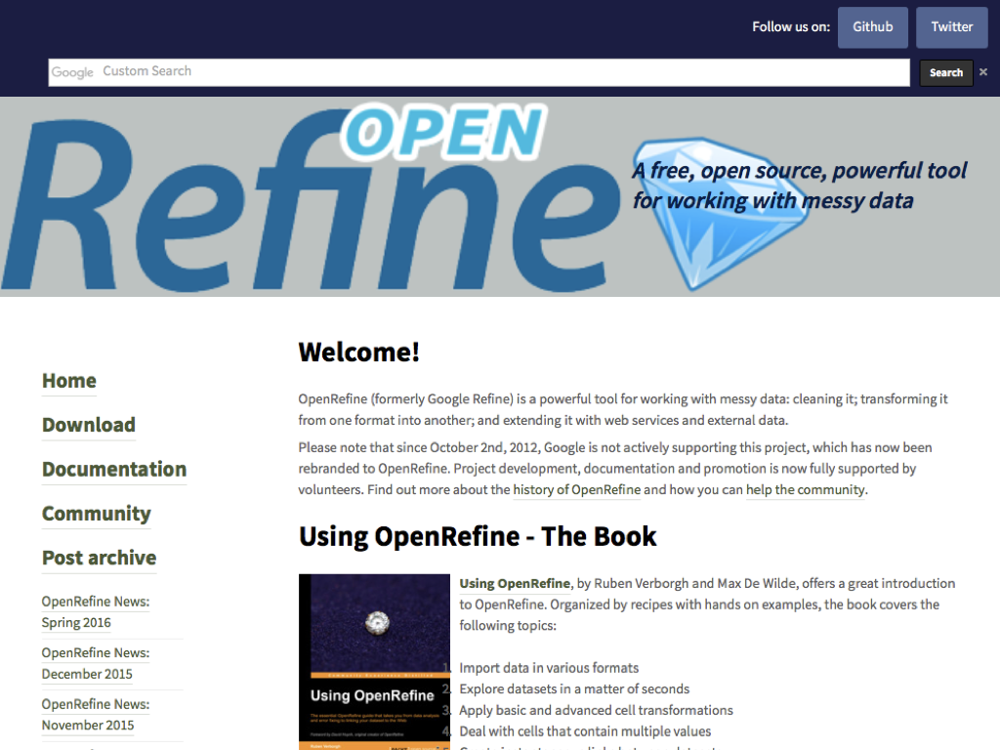 Follow us on:
Github
Twitter
Google Custom Search
Search
×
OPEN
Refine
A free, open source, powerful tool
for working with messy data
Home
Download
Documentation
Community
Post archive
OpenRefine News:
Spring 2016
OpenRefine News:
December 2015
OpenRefine News:
November 2015
Welcome!
OpenRefine (formerly Google Refine) is a powerful tool for working with messy data: cleaning it; transforming it
from one format into another; and extending it with web services and external data.
Please note that since October 2nd, 2012, Google is not actively supporting this project, which has now been
rebranded to OpenRefine. Project development, documentation and promotion is now fully supported by
volunteers. Find out more about the history of OpenRefine and how you can help the community.
Using OpenRefine - The Book
Using OpenRefine
Using OpenRefine, by Ruben Verborgh and Max De Wilde, offers a great introduction
to OpenRefine. Organized by recipes with hands on examples, the book covers the
following topics:
1. Import data in various formats
2. Explore datasets in a matter of seconds
3. Apply basic and advanced cell transformations
4. Deal with cells that contain multiple values